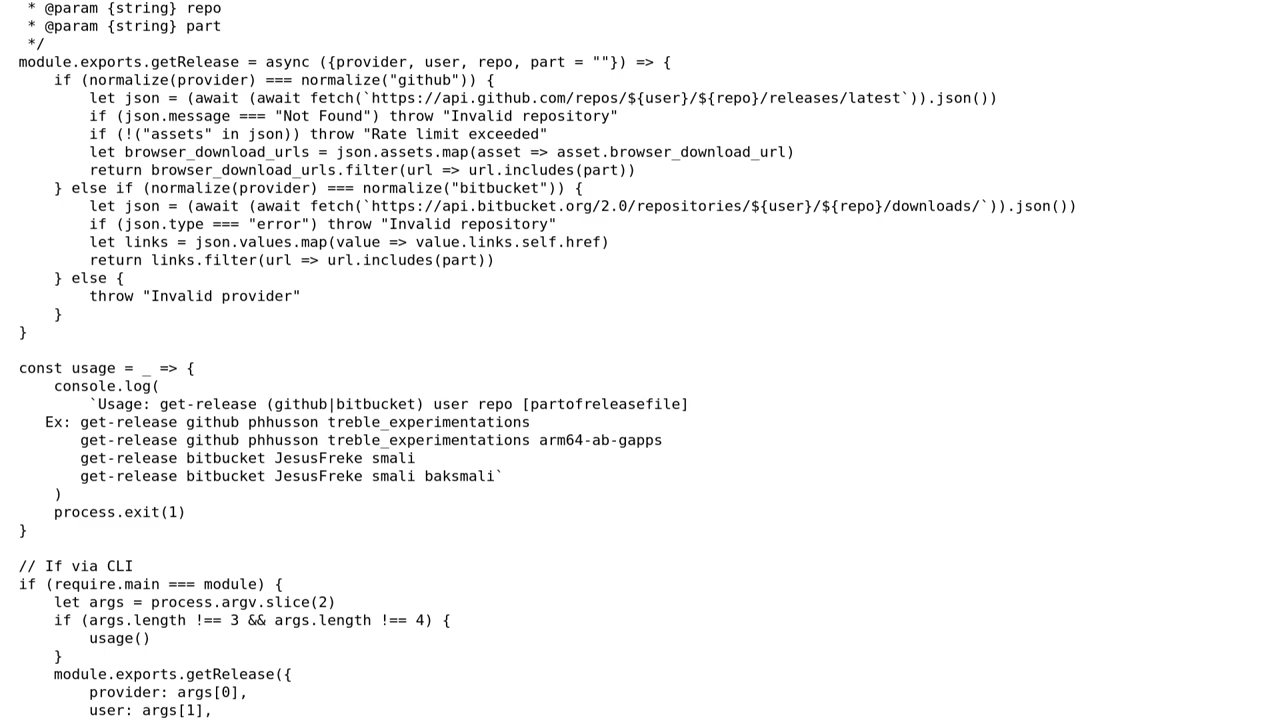 * @param {string} repo
 * @param {string} part
 */
module.exports.getRelease = async ({provider, user, repo, part = ""}) => {
    if (normalize(provider) === normalize("github")) {
        let json = (await (await fetch(`https://api.github.com/repos/${user}/${repo}/releases/latest`)).json())
        if (json.message === "Not Found") throw "Invalid repository"
        if (!("assets" in json)) throw "Rate limit exceeded"
        let browser_download_urls = json.assets.map(asset => asset.browser_download_url)
        return browser_download_urls.filter(url => url.includes(part))
    } else if (normalize(provider) === normalize("bitbucket")) {
        let json = (await (await fetch(`https://api.bitbucket.org/2.0/repositories/${user}/${repo}/downloads/`)).json())
        if (json.type === "error") throw "Invalid repository"
        let links = json.values.map(value => value.links.self.href)
        return links.filter(url => url.includes(part))
    } else {
        throw "Invalid provider"
    }
}

const usage = _ => {
    console.log(
        `Usage: get-release (github|bitbucket) user repo [partofreleasefile]
   Ex: get-release github phhusson treble_experimentations
       get-release github phhusson treble_experimentations arm64-ab-gapps
       get-release bitbucket JesusFreke smali
       get-release bitbucket JesusFreke smali baksmali`
    )
    process.exit(1)
}

// If via CLI
if (require.main === module) {
    let args = process.argv.slice(2)
    if (args.length !== 3 && args.length !== 4) {
        usage()
    }
    module.exports.getRelease({
        provider: args[0],
        user: args[1],